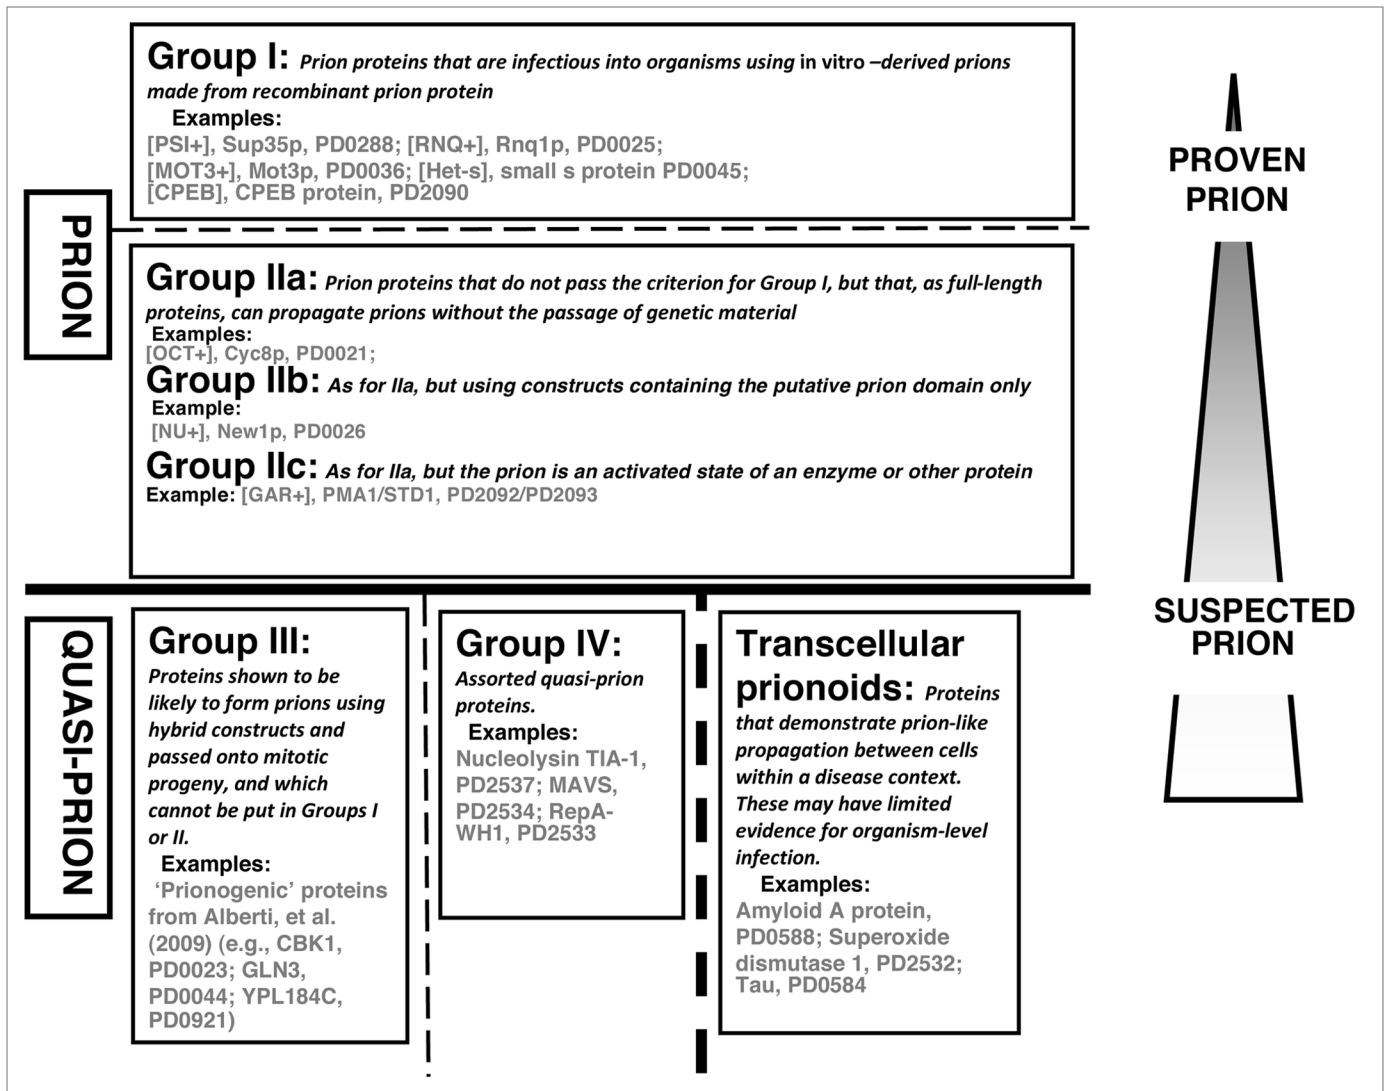 Group I: Prion proteins that are infectious into organisms using in vitro –derived prions
made from recombinant prion protein
Examples:
[PSI+], Sup35p, PD0288; [RNQ+], Rnq1p, PD0025;
[MOT3+], Mot3p, PD0036; [Het-s], small s protein PD0045;
[CPEB], CPEB protein, PD2090
PRION
Group IIa: Prion proteins that do not pass the criterion for Group I, but that, as full-length
proteins, can propagate prions without the passage of genetic material
Examples:
[OCT+], Cyc8p, PD0021;
Group IIb: As for IIa, but using constructs containing the putative prion domain only
Example:
[NU+], New1p, PD0026
Group IIc: As for IIa, but the prion is an activated state of an enzyme or other protein
Example: [GAR+], PMA1/STD1, PD2092/PD2093
PROVEN
PRION
SUSPECTED
PRION
QUASI-PRION
Group III:
Proteins shown to be
likely to form prions using
hybrid constructs and
passed onto mitotic
progeny, and which
cannot be put in Groups I
or II.
Examples:
‘Prionogenic’ proteins
from Alberti, et al.
(2009) (e.g., CBK1,
PD0023; GLN3,
PD0044; YPL184C,
PD0921)
Group IV:
Assorted quasi-prion
proteins.
Examples:
Nucleolysin TIA-1,
PD2537; MAVS,
PD2534; RepA-
WH1, PD2533
Transcellular
prionoids: Proteins
that demonstrate prion-like
propagation between cells
within a disease context.
These may have limited
evidence for organism-level
infection.
Examples:
Amyloid A protein,
PD0588; Superoxide
dismutase 1, PD2532;
Tau, PD0584